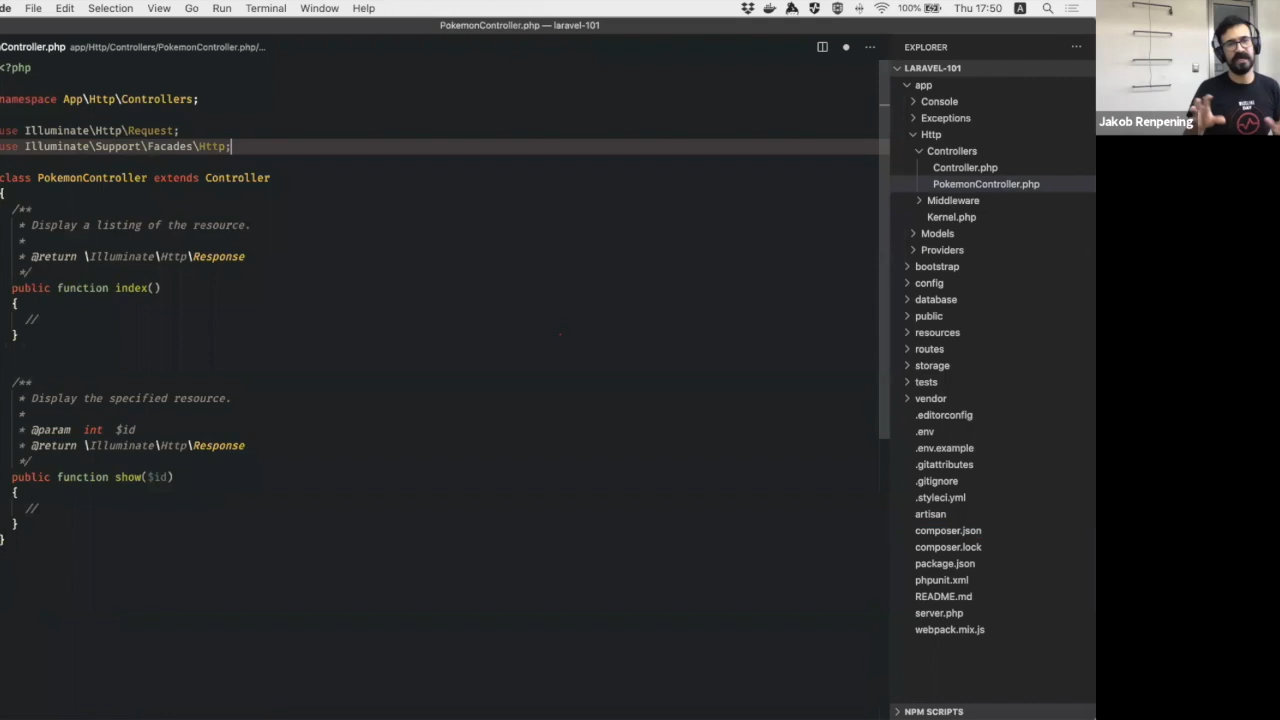 de File Edit Selection View Go Run Terminal Window Help 100% Thu 17:50 A
PokemonController.php — laravel-101
Controller.php app/Http/Controllers/PokemonController.php/...
<?php
namespace App\Http\Controllers;
use Illuminate\Http\Request;
use Illuminate\Support\Facades\Http;
class PokemonController extends Controller
{
/**
* Display a listing of the resource.
*
* @return \Illuminate\Http\Response
*/
public function index()
{
//
}
/**
* Display the specified resource.
*
* @param int $id
* @return \Illuminate\Http\Response
*/
public function show($id)
{
//
}
}
EXPLORER
LARAVEL-101
app
Console
Exceptions
Http
Controllers
Controller.php
PokemonController.php
Middleware
Kernel.php
Models
Providers
bootstrap
config
database
public
resources
routes
storage
tests
vendor
.editorconfig
.env
.env.example
.gitattributes
.gitignore
.styleci.yml
artisan
composer.json
composer.lock
package.json
phpunit.xml
README.md
server.php
webpack.mix.js
NPM SCRIPTS
Jakob Renpening